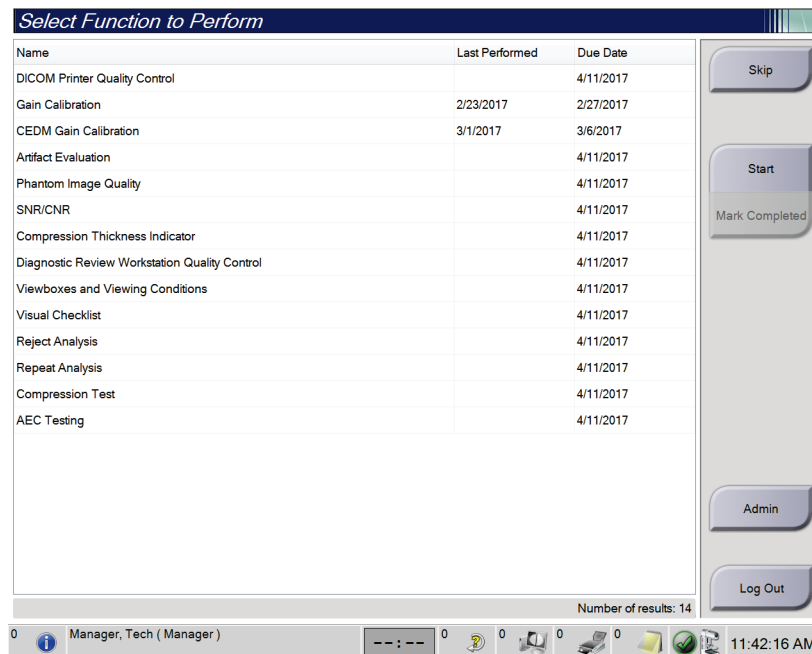 Select Function to Perform
Name Last Performed Due Date
DICOM Printer Quality Control 4/11/2017
Gain Calibration 2/23/2017 2/27/2017
CEDM Gain Calibration 3/1/2017 3/6/2017
Artifact Evaluation 4/11/2017
Phantom Image Quality 4/11/2017
SNR/CNR 4/11/2017
Compression Thickness Indicator 4/11/2017
Diagnostic Review Workstation Quality Control 4/11/2017
Viewboxes and Viewing Conditions 4/11/2017
Visual Checklist 4/11/2017
Reject Analysis 4/11/2017
Repeat Analysis 4/11/2017
Compression Test 4/11/2017
AEC Testing 4/11/2017
Number of results: 14
Skip
Start
Mark Completed
Admin
Log Out
0 Manager, Tech ( Manager ) --:-- 0 0 0 0 11:42:16 AM